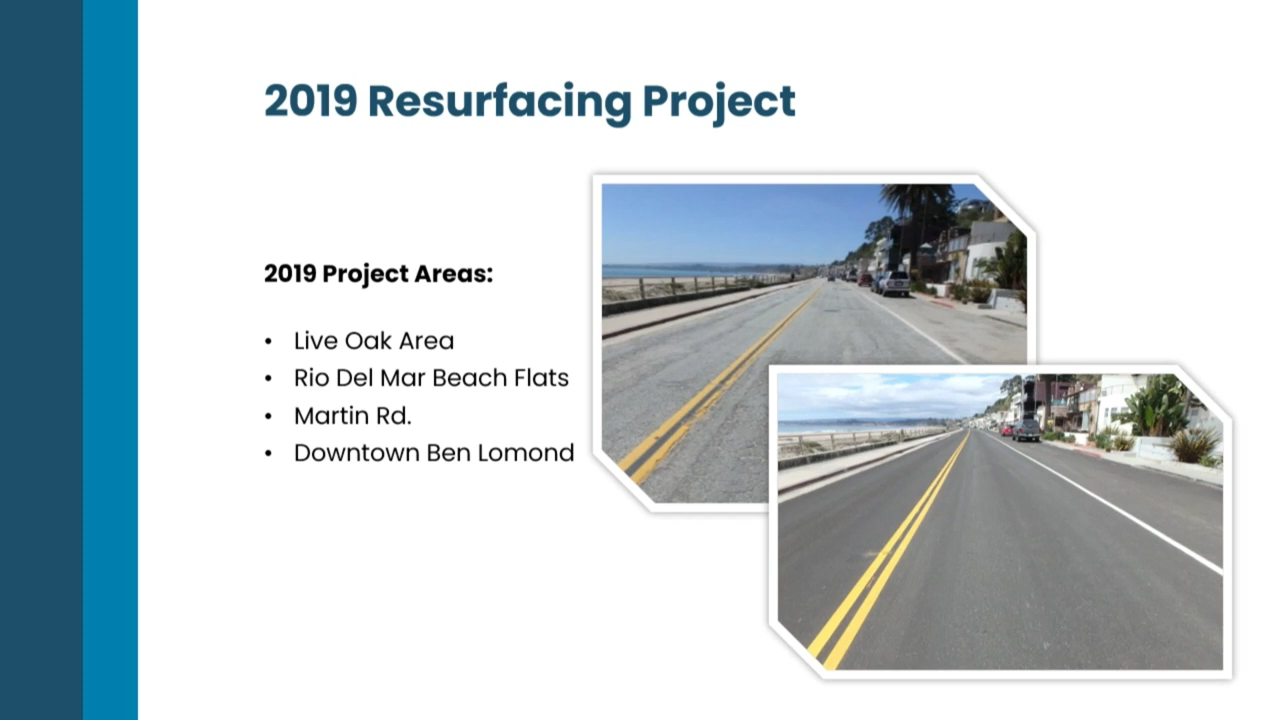 2019 Resurfacing Project
2019 Project Areas:
• Live Oak Area
• Rio Del Mar Beach Flats
• Martin Rd.
• Downtown Ben Lomond